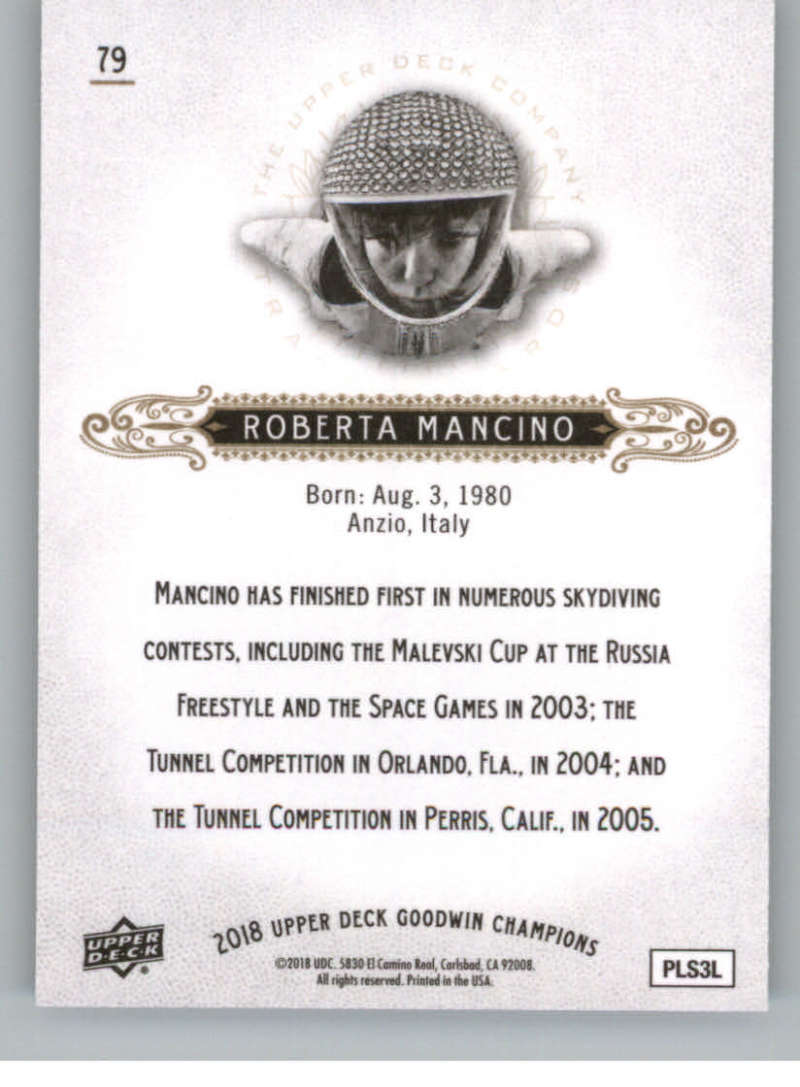 79
THE UPPER DECK COMPANY
ROBERTA MANCINO
Born: Aug. 3, 1980
Anzio, Italy
MANCINO HAS FINISHED FIRST IN NUMEROUS SKYDIVING
CONTESTS, INCLUDING THE MALEVSKI CUP AT THE RUSSIA
FREESTYLE AND THE SPACE GAMES IN 2003; THE
TUNNEL COMPETITION IN ORLANDO, FLA., IN 2004; AND
THE TUNNEL COMPETITION IN PERRIS, CALIF., IN 2005.
2018 UPPER DECK GOODWIN CHAMPIONS
UPPER
D·E·C·K
©2018 UDC. 5830 El Camino Real, Carlsbad, CA 92008.
All rights reserved. Printed in the USA.
PLS3L